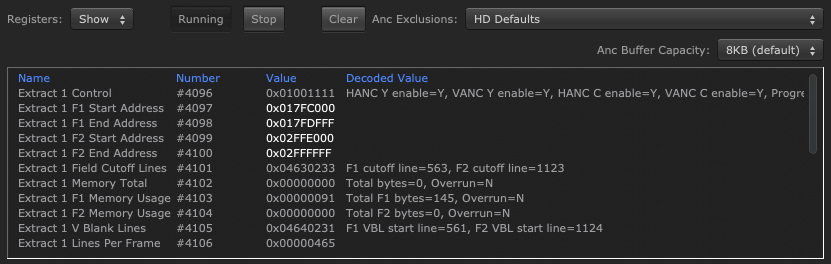 Registers: Show Running Stop Clear Anc Exclusions: HD Defaults
Anc Buffer Capacity: 8KB (default)
Name Number Value Decoded Value
Extract 1 Control #4096 0x01001111 HANC Y enable=Y, VANC Y enable=Y, HANC C enable=Y, VANC C enable=Y, Progre
Extract 1 F1 Start Address #4097 0x017FC000
Extract 1 F1 End Address #4098 0x017FDFFF
Extract 1 F2 Start Address #4099 0x02FFE000
Extract 1 F2 End Address #4100 0x02FFFFFF
Extract 1 Field Cutoff Lines #4101 0x04630233 F1 cutoff line=563, F2 cutoff line=1123
Extract 1 Memory Total #4102 0x00000000 Total bytes=0, Overrun=N
Extract 1 F1 Memory Usage #4103 0x00000091 Total F1 bytes=145, Overrun=N
Extract 1 F2 Memory Usage #4104 0x00000000 Total F2 bytes=0, Overrun=N
Extract 1 V Blank Lines #4105 0x04640231 F1 VBL start line=561, F2 VBL start line=1124
Extract 1 Lines Per Frame #4106 0x00000465